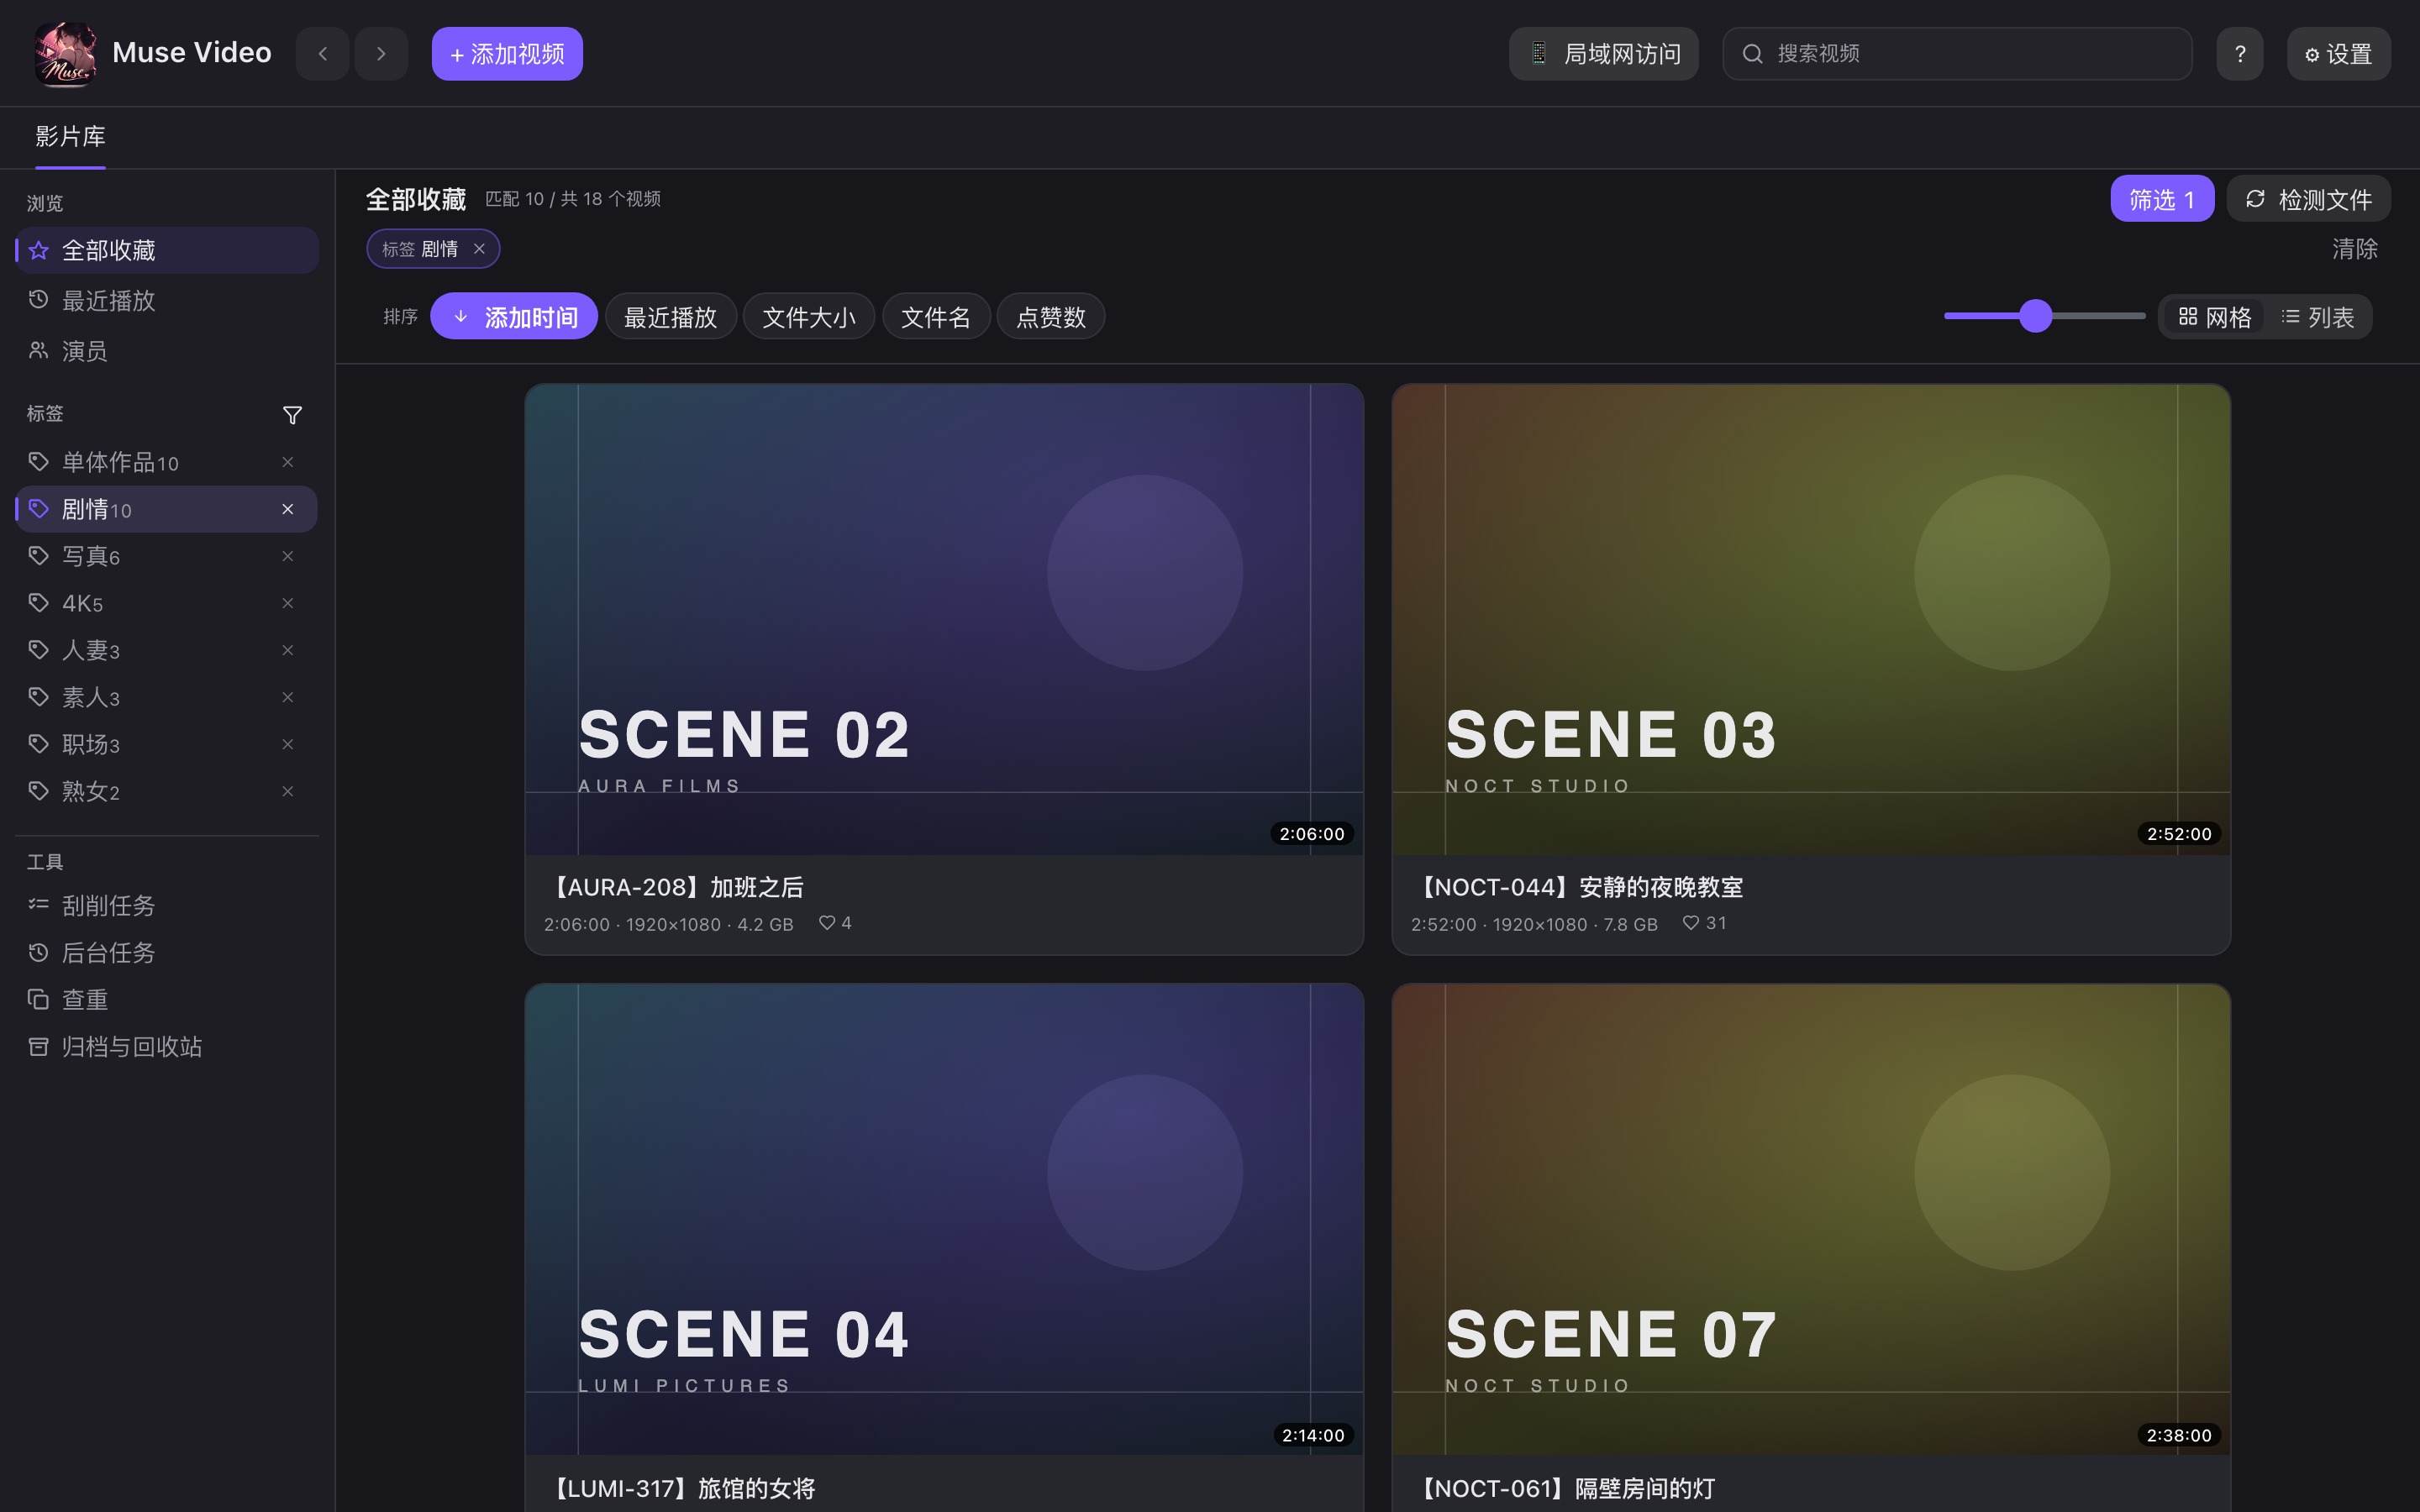 Muse.
Muse Video
+ 添加视频
局域网访问
搜索视频
?
设置
影片库
浏览
全部收藏
最近播放
演员
标签
单体作品10
剧情10
写真6
4K5
人妻3
素人3
职场3
熟女2
工具
刮削任务
后台任务
查重
归档与回收站
全部收藏 匹配 10 / 共 18 个视频
筛选 1
检测文件
标签 剧情
清除
排序
添加时间
最近播放
文件大小
文件名
点赞数
网格
列表
SCENE 02
AURA FILMS
2:06:00
【AURA-208】加班之后
2:06:00 · 1920×1080 · 4.2 GB 4
SCENE 03
NOCT STUDIO
2:52:00
【NOCT-044】安静的夜晚教室
2:52:00 · 1920×1080 · 7.8 GB 31
SCENE 04
LUMI PICTURES
2:14:00
【LUMI-317】旅馆的女将
SCENE 07
NOCT STUDIO
2:38:00
【NOCT-061】隔壁房间的灯